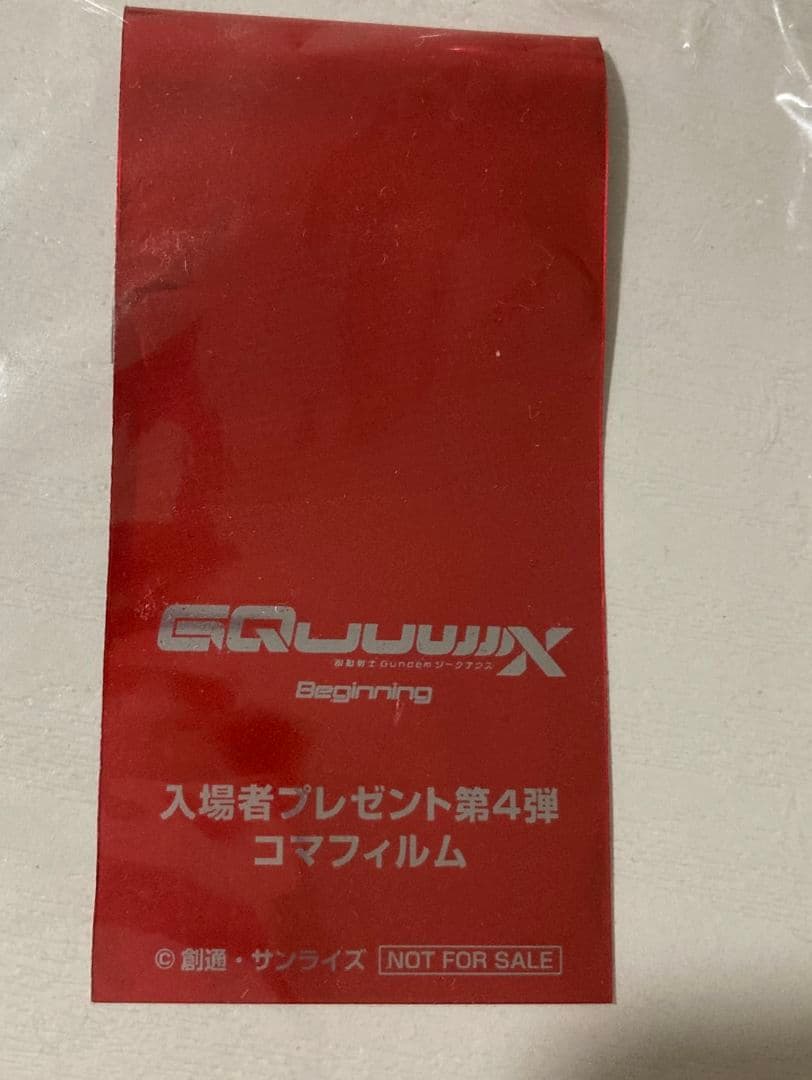 GQuuuuuuX
機動戦士Gundamジークアクス
Beginning
入場者プレゼント第4弾
コマフィルム
©創通・サンライズ NOT FOR SALE